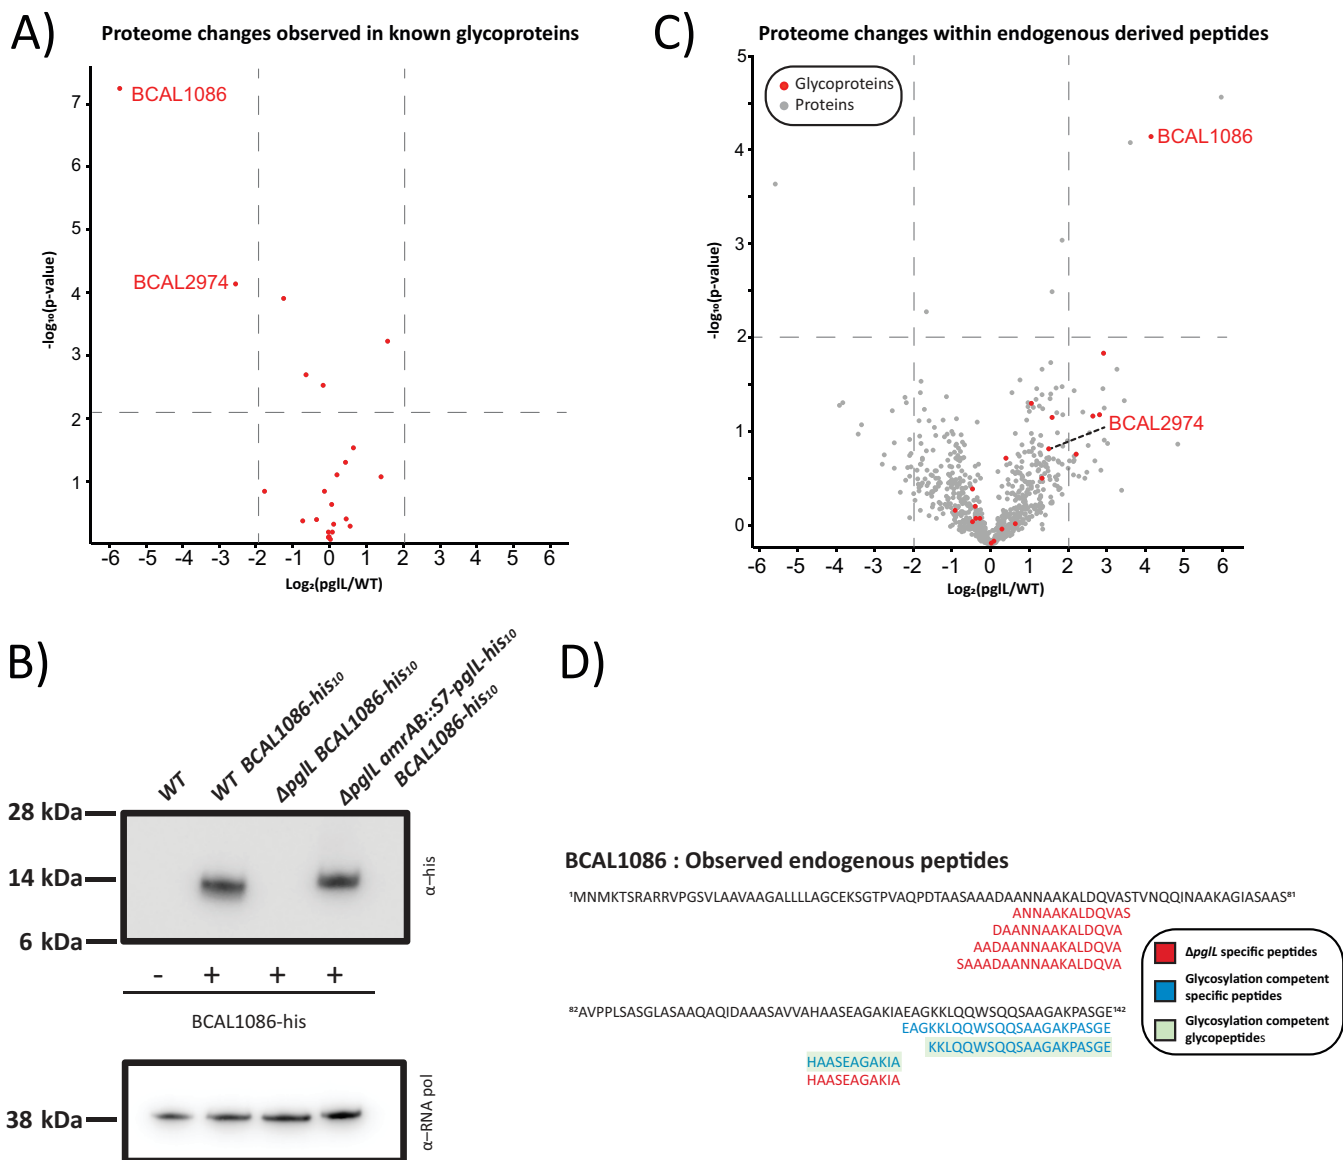 A)
Proteome changes observed in known glycoproteins
7
6
5
4
3
2
1
-log₁₀(p-value)
BCAL1086
BCAL2974
-6 -5 -4 -3 -2 -1 0 1 2 3 4 5 6
Log₂(pglL/WT)
C)
Proteome changes within endogenous derived peptides
5
4
3
2
1
0
-log₁₀(p-value)
Glycoproteins
Proteins
BCAL1086
BCAL2974
-6 -5 -4 -3 -2 -1 0 1 2 3 4 5 6
Log₂(pglL/WT)
B)
WT
WT BCAL1086-his₁₀
ΔpglL BCAL1086-his₁₀
ΔpglL amrAB::S7-pglL-his₁₀
BCAL1086-his₁₀
28 kDa
14 kDa
6 kDa
α–his
- + + +
BCAL1086-his
38 kDa
α–RNA pol
D)
BCAL1086 : Observed endogenous peptides
¹MNMKTSRARRVPGSVLAAVAAGALLLLAGCEKSGTPVAQPDTAASAAADAANNAAKALDQVASTVNQQINAAKAGIASAAS⁸¹
ANNAAKALDQVAS
DAANNAAKALDQVA
AADAANNAAKALDQVA
SAAADAANNAAKALDQVA
⁸²AVPPLSASGLASAAQAQIDAAASAVVAHAASEAGAKIAEAGKKLQQWSQQSAAGAKPASGE¹⁴²
EAGKKLQQWSQQSAAGAKPASGE
KKLQQWSQQSAAGAKPASGE
HAASEAGAKIA
HAASEAGAKIA
ΔpglL specific peptides
Glycosylation competent
specific peptides
Glycosylation competent
glycopeptides